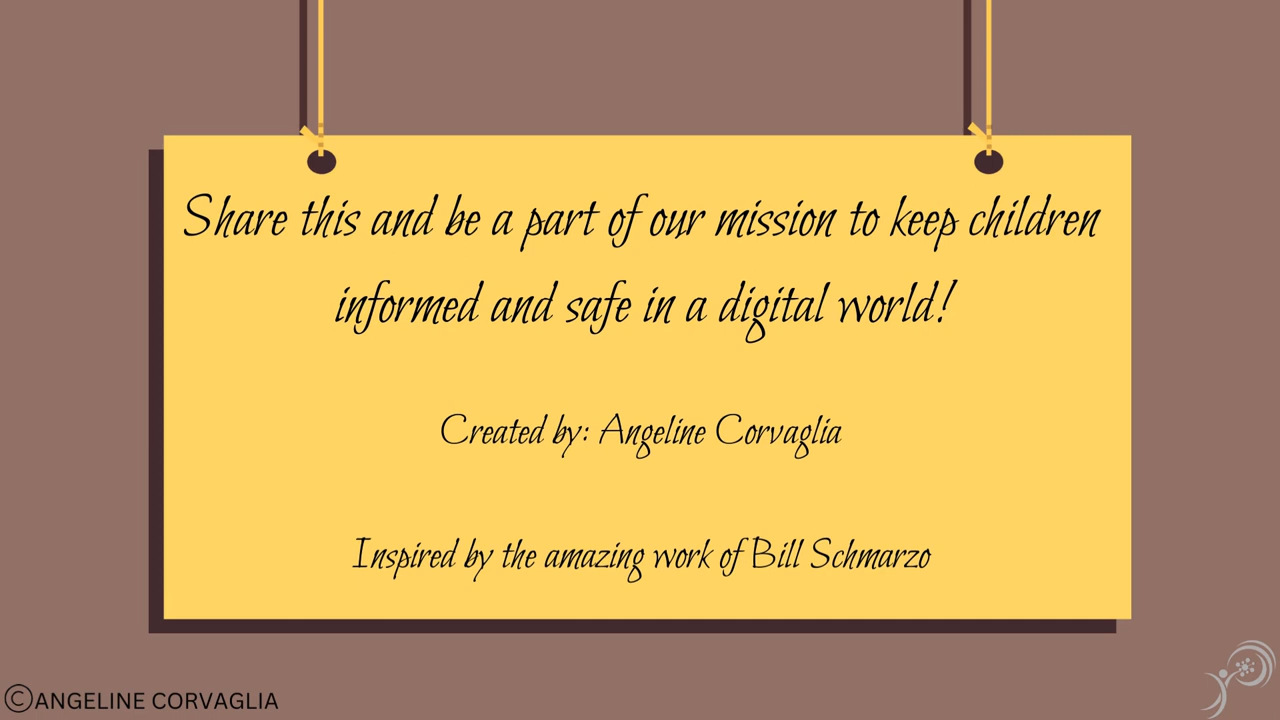 Share this and be a part of our mission to keep children
informed and safe in a digital world!
Created by: Angeline Corvaglia
Inspired by the amazing work of Bill Schmarzo
©ANGELINE CORVAGLIA